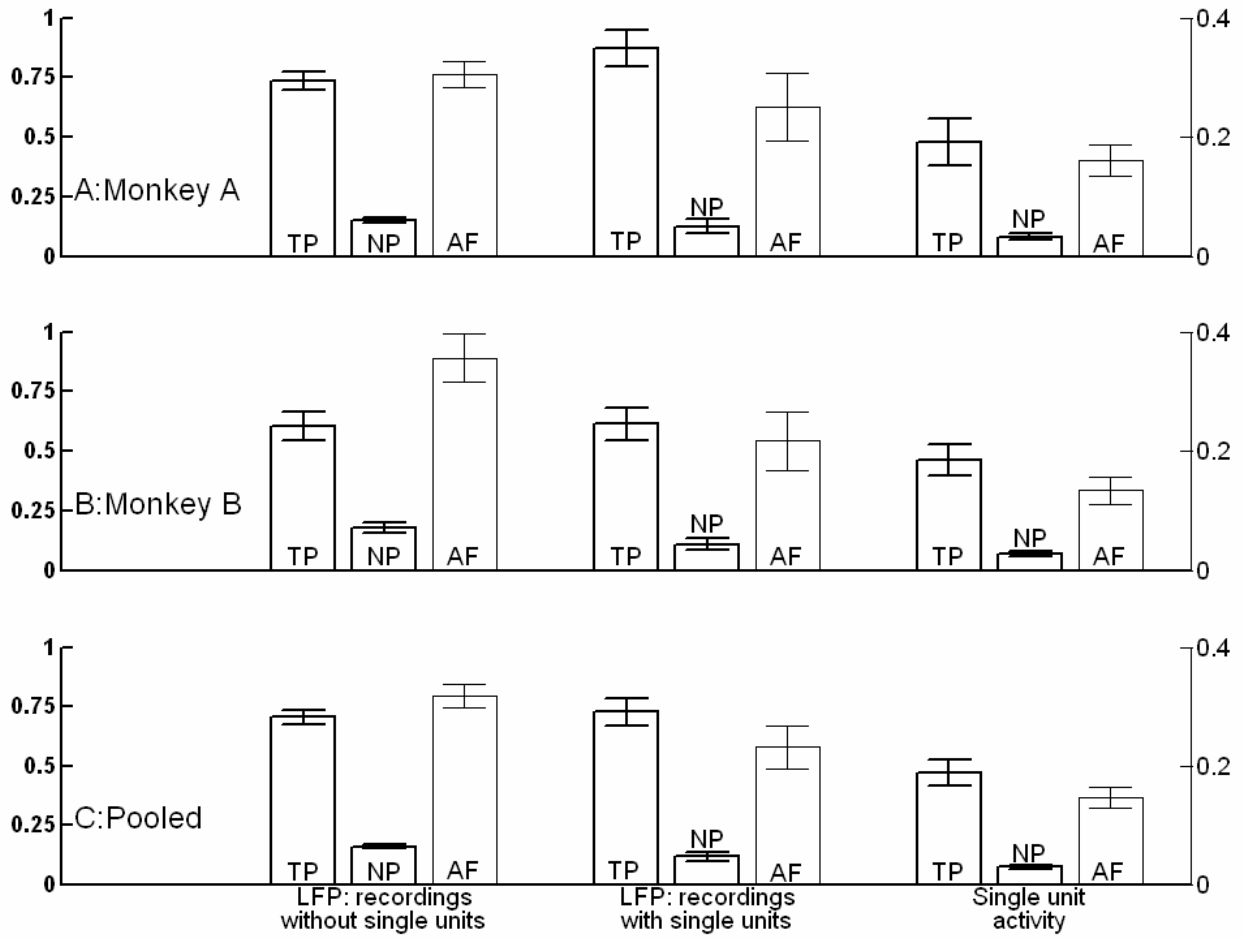 1
0.4
0.75
0.5
0.2
0.25
A:Monkey A
NP
NP
TP
NP
AF
TP
AF
TP
AF
0
0
1
0.4
0.75
0.5
0.2
0.25
B:Monkey B
NP
NP
TP
NP
AF
TP
AF
TP
AF
0
0
1
0.4
0.75
0.5
0.2
0.25
C:Pooled
NP
NP
TP
NP
AF
TP
AF
TP
AF
0
0
LFP: recordings
without single units
LFP: recordings
with single units
Single unit
activity